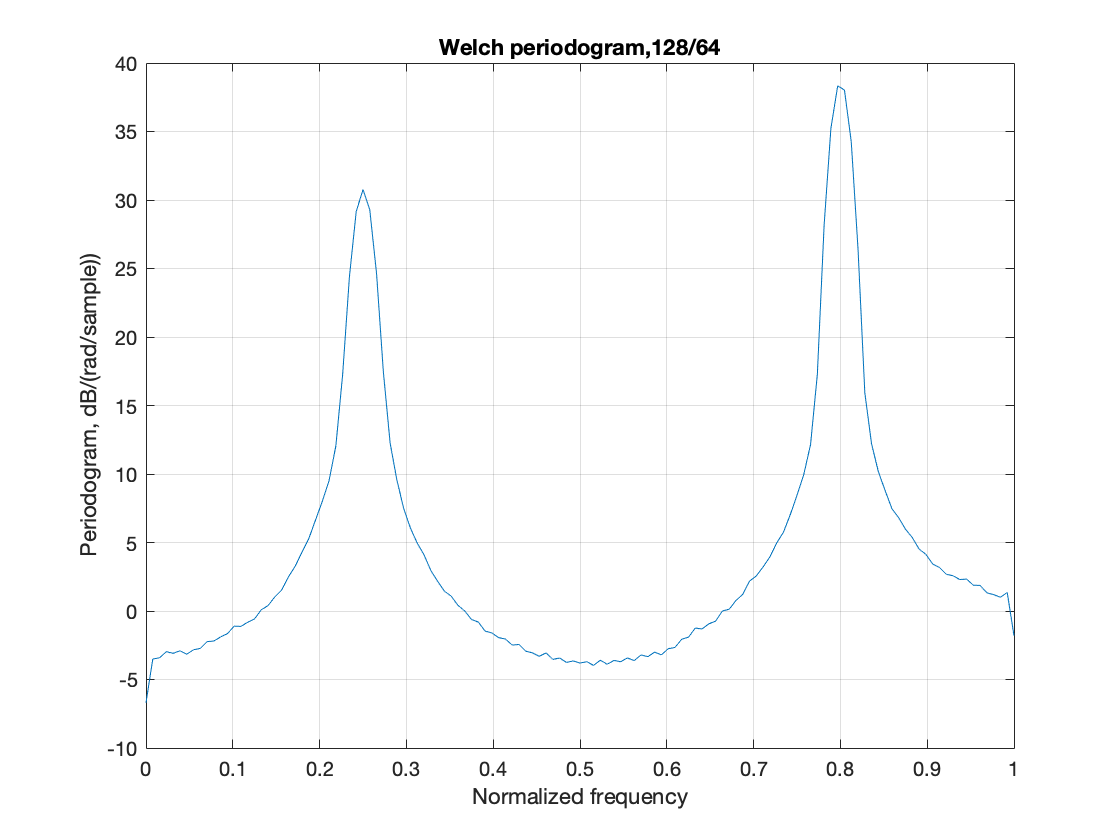 Welch periodogram,128/64
Periodogram, dB/(rad/sample))
40
35
30
25
20
15
10
5
0
-5
-10
0 0.1 0.2 0.3 0.4 0.5 0.6 0.7 0.8 0.9 1
Normalized frequency